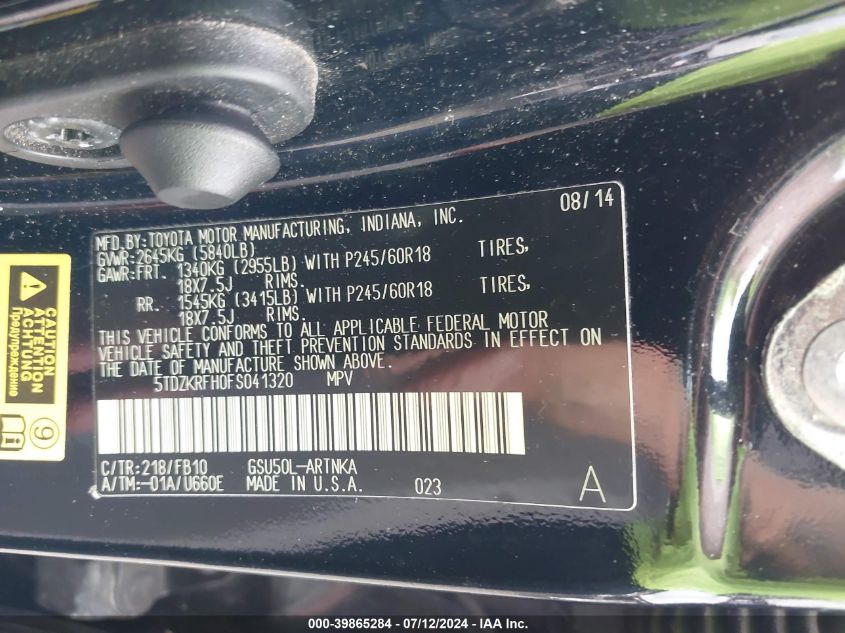 08/14
MFD.BY:TOYOTA MOTOR MANUFACTURING, INDIANA, INC.
GVWR:2645KG (5840LB)
GAWR:FRT. 1340KG (2955LB) WITH P245/60R18 TIRES,
18X7.5J RIMS.
RR. 1545KG (3415LB) WITH P245/60R18 TIRES,
18X7.5J RIMS.
THIS VEHICLE CONFORMS TO ALL APPLICABLE FEDERAL MOTOR
VEHICLE SAFETY AND THEFT PREVENTION STANDARDS IN EFFECT ON
THE DATE OF MANUFACTURE SHOWN ABOVE.
5TDZKRFH0FS041320 MPV
C/TR:218/FB10 GSU50L-ARTNKA
A/TM:-01A/U660E MADE IN U.S.A. 023 A
CAUTION
ATTENTION
ACHTUNG
Предупреждение
9
000-39865284 - 07/12/2024 - IAA Inc.